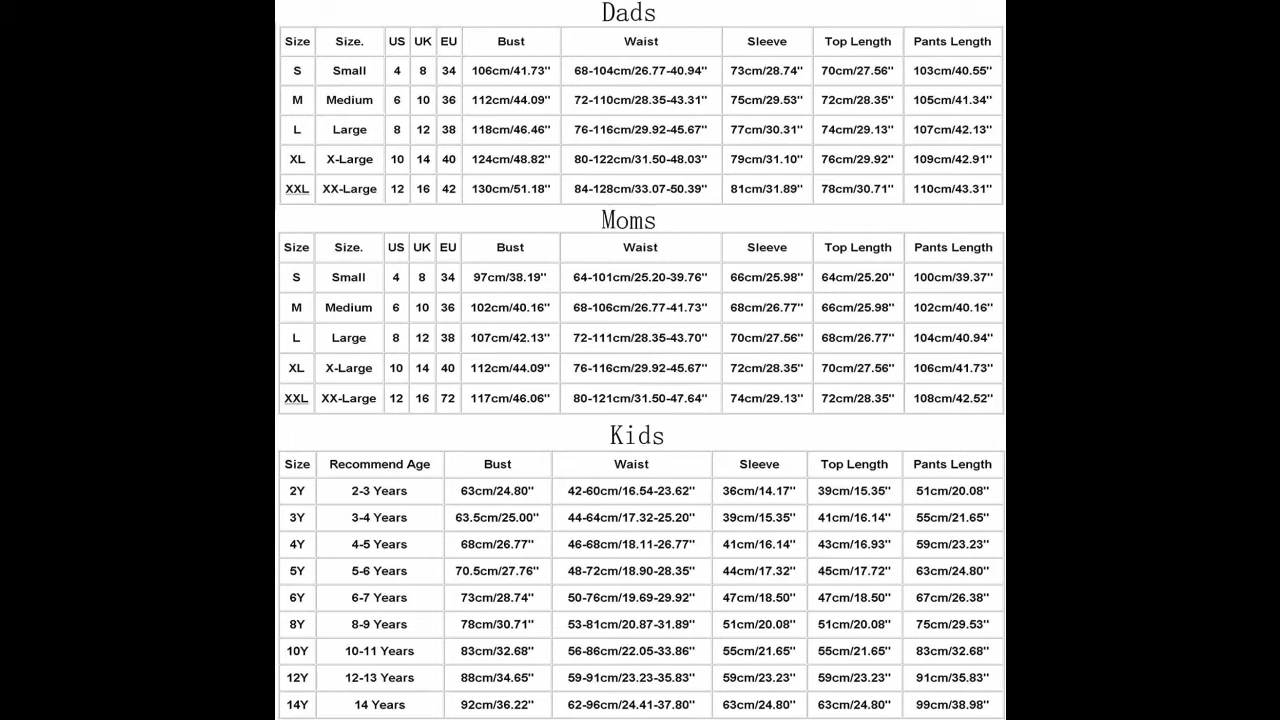 Dads
Size Size. US UK EU Bust Waist Sleeve Top Length Pants Length
S Small 4 8 34 106cm/41.73'' 68-104cm/26.77-40.94'' 73cm/28.74'' 70cm/27.56'' 103cm/40.55''
M Medium 6 10 36 112cm/44.09'' 72-110cm/28.35-43.31'' 75cm/29.53'' 72cm/28.35'' 105cm/41.34''
L Large 8 12 38 118cm/46.46'' 76-116cm/29.92-45.67'' 77cm/30.31'' 74cm/29.13'' 107cm/42.13''
XL X-Large 10 14 40 124cm/48.82'' 80-122cm/31.50-48.03'' 79cm/31.10'' 76cm/29.92'' 109cm/42.91''
XXL XX-Large 12 16 42 130cm/51.18'' 84-128cm/33.07-50.39'' 81cm/31.89'' 78cm/30.71'' 110cm/43.31''
Moms
Size Size. US UK EU Bust Waist Sleeve Top Length Pants Length
S Small 4 8 34 97cm/38.19'' 64-101cm/25.20-39.76'' 66cm/25.98'' 64cm/25.20'' 100cm/39.37''
M Medium 6 10 36 102cm/40.16'' 68-106cm/26.77-41.73'' 68cm/26.77'' 66cm/25.98'' 102cm/40.16''
L Large 8 12 38 107cm/42.13'' 72-111cm/28.35-43.70'' 70cm/27.56'' 68cm/26.77'' 104cm/40.94''
XL X-Large 10 14 40 112cm/44.09'' 76-116cm/29.92-45.67'' 72cm/28.35'' 70cm/27.56'' 106cm/41.73''
XXL XX-Large 12 16 72 117cm/46.06'' 80-121cm/31.50-47.64'' 74cm/29.13'' 72cm/28.35'' 108cm/42.52''
Kids
Size Recommend Age Bust Waist Sleeve Top Length Pants Length
2Y 2-3 Years 63cm/24.80'' 42-60cm/16.54-23.62'' 36cm/14.17'' 39cm/15.35'' 51cm/20.08''
3Y 3-4 Years 63.5cm/25.00'' 44-64cm/17.32-25.20'' 39cm/15.35'' 41cm/16.14'' 55cm/21.65''
4Y 4-5 Years 68cm/26.77'' 46-68cm/18.11-26.77'' 41cm/16.14'' 43cm/16.93'' 59cm/23.23''
5Y 5-6 Years 70.5cm/27.76'' 48-72cm/18.90-28.35'' 44cm/17.32'' 45cm/17.72'' 63cm/24.80''
6Y 6-7 Years 73cm/28.74'' 50-76cm/19.69-29.92'' 47cm/18.50'' 47cm/18.50'' 67cm/26.38''
8Y 8-9 Years 78cm/30.71'' 53-81cm/20.87-31.89'' 51cm/20.08'' 51cm/20.08'' 75cm/29.53''
10Y 10-11 Years 83cm/32.68'' 56-86cm/22.05-33.86'' 55cm/21.65'' 55cm/21.65'' 83cm/32.68''
12Y 12-13 Years 88cm/34.65'' 59-91cm/23.23-35.83'' 59cm/23.23'' 59cm/23.23'' 91cm/35.83''
14Y 14 Years 92cm/36.22'' 62-96cm/24.41-37.80'' 63cm/24.80'' 63cm/24.80'' 99cm/38.98''